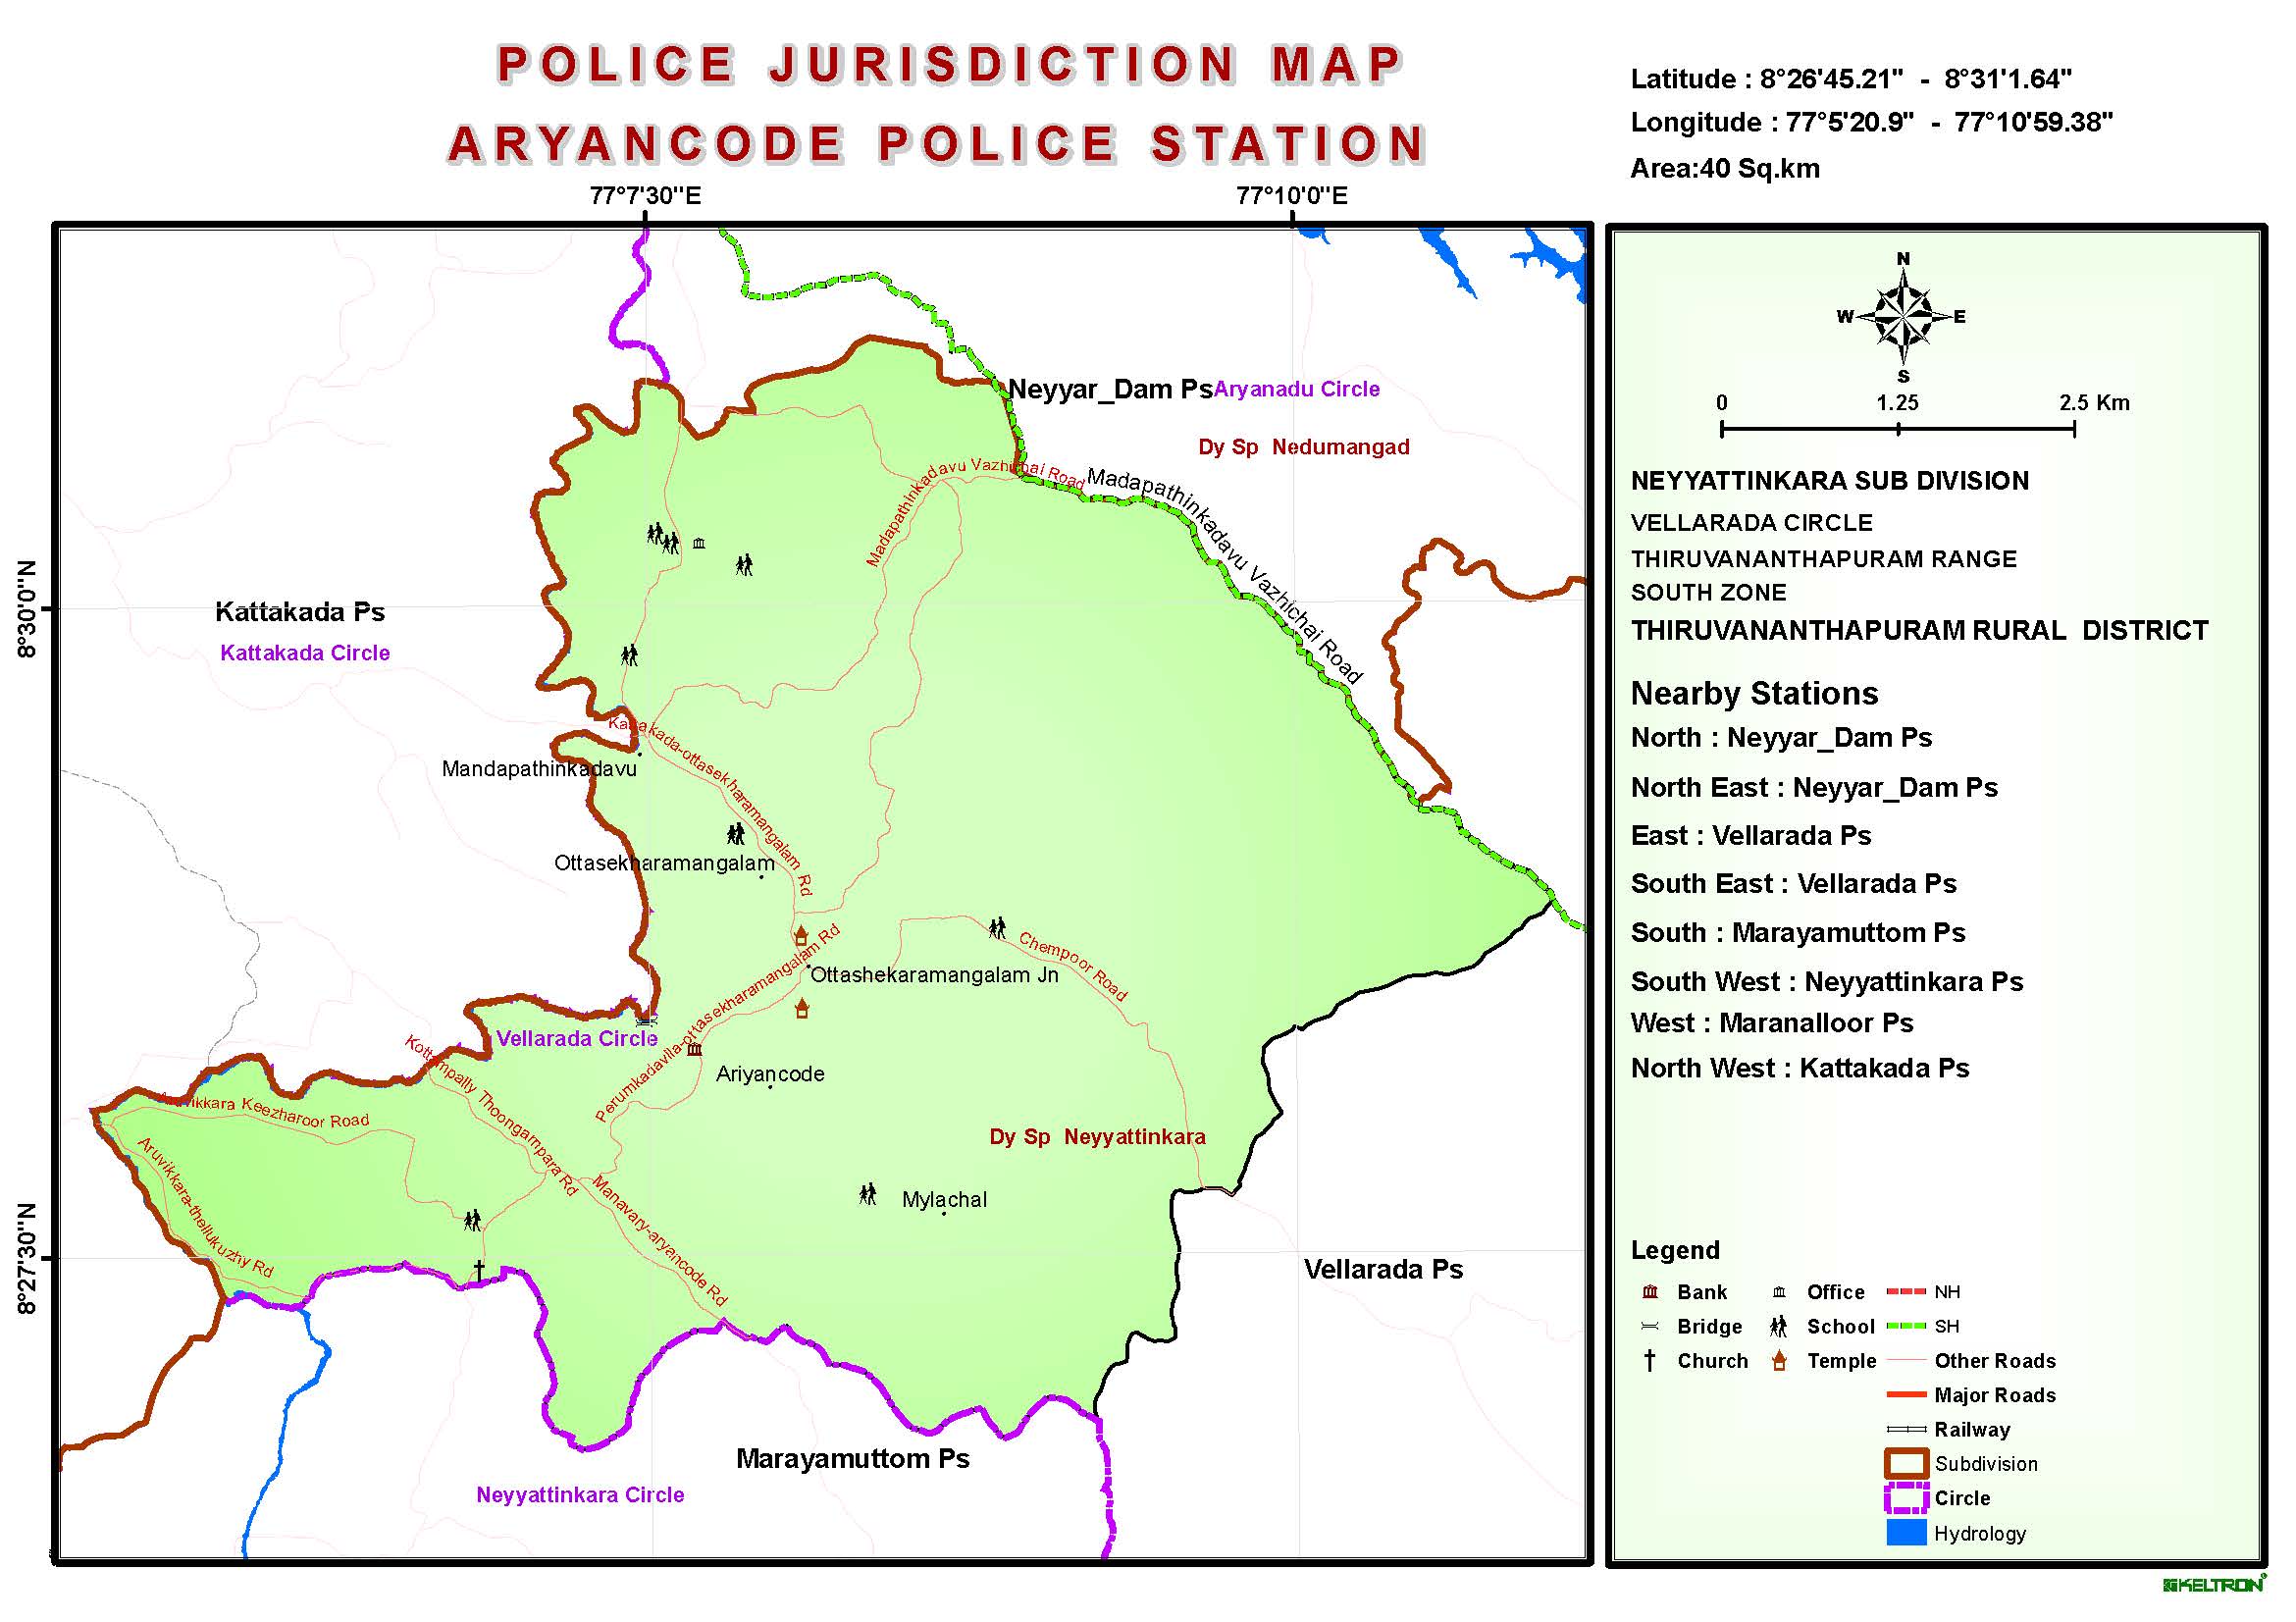 POLICE JURISDICTION MAP
ARYANCODE POLICE STATION
Latitude : 8°26'45.21" - 8°31'1.64"
Longitude : 77°5'20.9" - 77°10'59.38"
Area:40 Sq.km
77°7'30"E
77°10'0"E
8°30'0"N
8°27'30"N
Neyyar_Dam Ps
Aryanadu Circle
Dy Sp Nedumangad
Madapathinkadavu Vazhichai Road
Madapathinkadavu Vazhichai Road
Kattakada Ps
Kattakada Circle
Kattakada-ottasekharamangalam Rd
Mandapathinkadavu
Ottasekharamangalam
Chempoor Road
Ottashekaramangalam Jn
Perumkadavila-ottasekharamangalam Rd
Vellarada Circle
Kottampally Thoongampara Rd
Ariyancode
Aruvikkara Keezharoor Road
Dy Sp Neyyattinkara
Aruvikkara-thellukuzhy Rd
Manavary-aryancode Rd
Mylachal
Vellarada Ps
Marayamuttom Ps
Neyyattinkara Circle
N
W
E
S
0 1.25 2.5 Km
NEYYATTINKARA SUB DIVISION
VELLARADA CIRCLE
THIRUVANANTHAPURAM RANGE
SOUTH ZONE
THIRUVANANTHAPURAM RURAL DISTRICT
Nearby Stations
North : Neyyar_Dam Ps
North East : Neyyar_Dam Ps
East : Vellarada Ps
South East : Vellarada Ps
South : Marayamuttom Ps
South West : Neyyattinkara Ps
West : Maranalloor Ps
North West : Kattakada Ps
Legend
Bank
Office
NH
Bridge
School
SH
Church
Temple
Other Roads
Major Roads
Railway
Subdivision
Circle
Hydrology
KELTRON